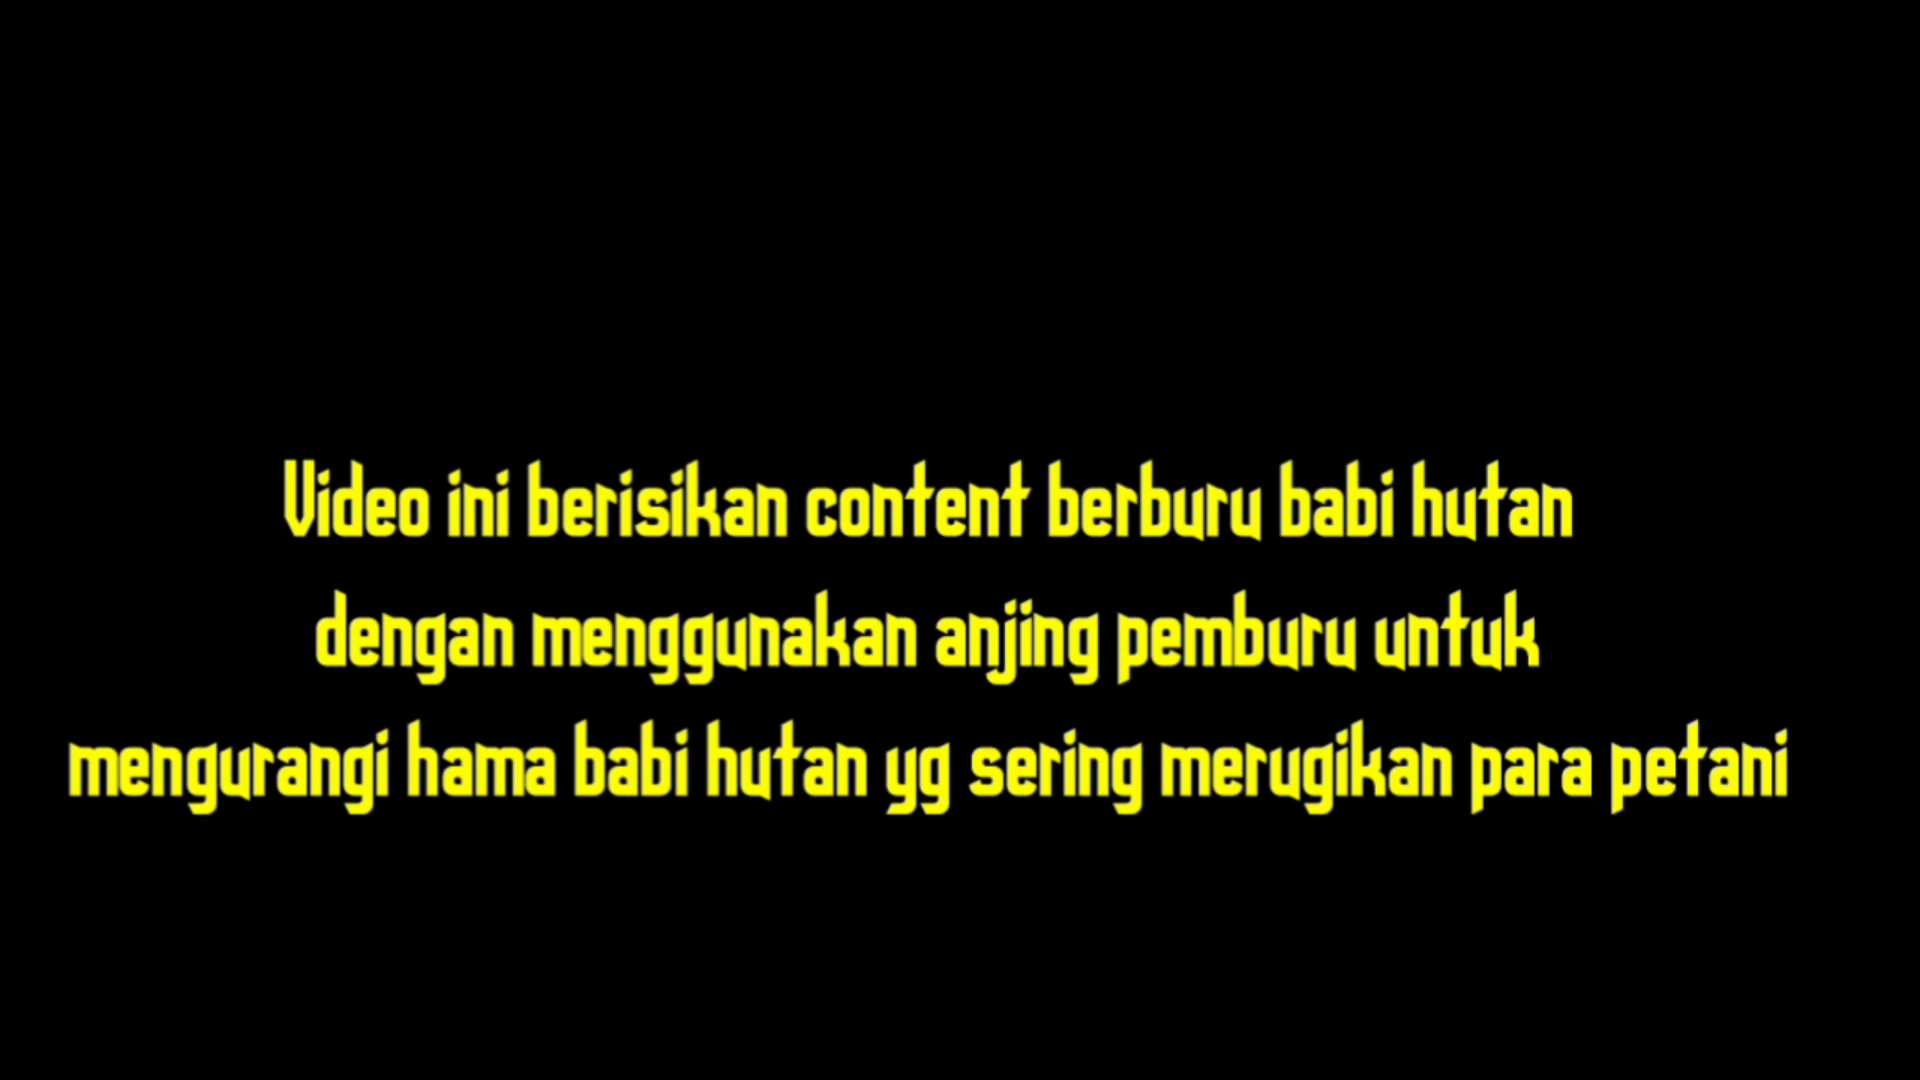 Video ini berisikan content berburu babi hutan
dengan menggunakan anjing pemburu untuk
mengurangi hama babi hutan yg sering merugikan para petani